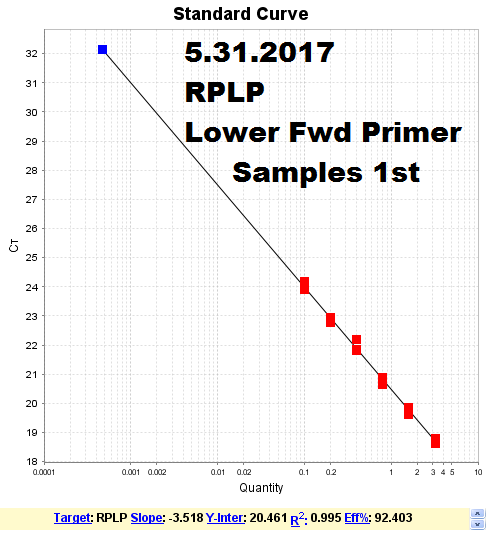 Standard Curve
5.31.2017
RPLP
Lower Fwd Primer
Samples 1st
32
31
30
29
28
27
26
25
24
23
22
21
20
19
18
CT
0.0001 0.001 0.002 0.01 0.02 0.1 0.2 1 2 3 4 5 10
Quantity
Target: RPLP Slope: -3.518 Y-Inter: 20.461 R2: 0.995 Eff%: 92.403